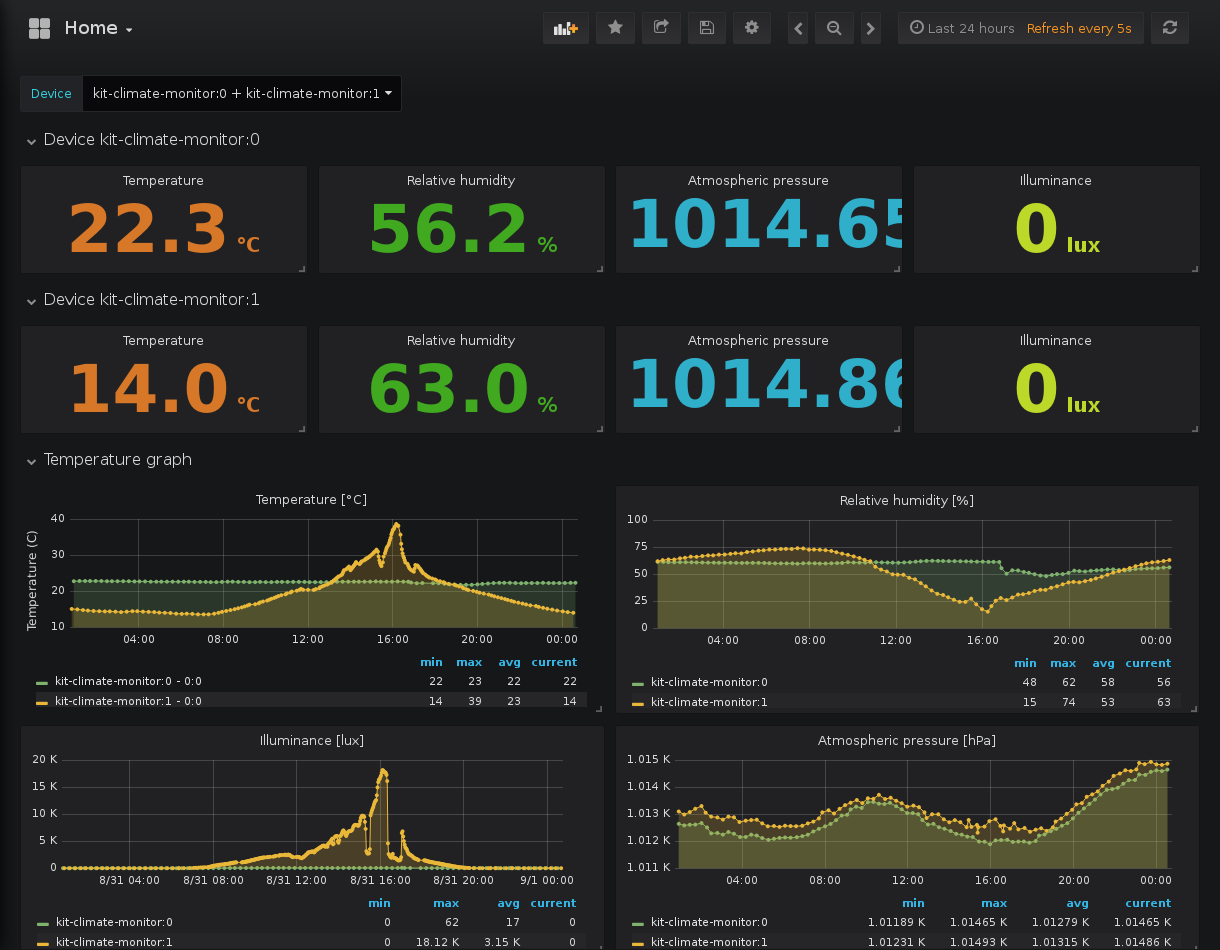 Home
Last 24 hours Refresh every 5s
Device kit-climate-monitor:0 + kit-climate-monitor:1
Device kit-climate-monitor:0
Temperature Relative humidity Atmospheric pressure Illuminance
22.3 °C 56.2 % 1014.65 0 lux
Device kit-climate-monitor:1
Temperature Relative humidity Atmospheric pressure Illuminance
14.0 °C 63.0 % 1014.86 0 lux
Temperature graph
Temperature [°C]
Temperature (C)
40
30
20
10
04:00 08:00 12:00 16:00 20:00 00:00
min max avg current
kit-climate-monitor:0 - 0:0 22 23 22 22
kit-climate-monitor:1 - 0:0 14 39 23 14
Relative humidity [%]
100
75
50
25
0
04:00 08:00 12:00 16:00 20:00 00:00
min max avg current
kit-climate-monitor:0 48 62 58 56
kit-climate-monitor:1 15 74 53 63
Illuminance [lux]
20 K
15 K
10 K
5 K
0
8/31 04:00 8/31 08:00 8/31 12:00 8/31 16:00 8/31 20:00 9/1 00:00
min max avg current
kit-climate-monitor:0 0 62 17 0
kit-climate-monitor:1 0 18.12 K 3.15 K 0
Atmospheric pressure [hPa]
1.015 K
1.014 K
1.013 K
1.012 K
1.011 K
04:00 08:00 12:00 16:00 20:00 00:00
min max avg current
kit-climate-monitor:0 1.01189 K 1.01465 K 1.01279 K 1.01465 K
kit-climate-monitor:1 1.01231 K 1.01493 K 1.01315 K 1.01486 K